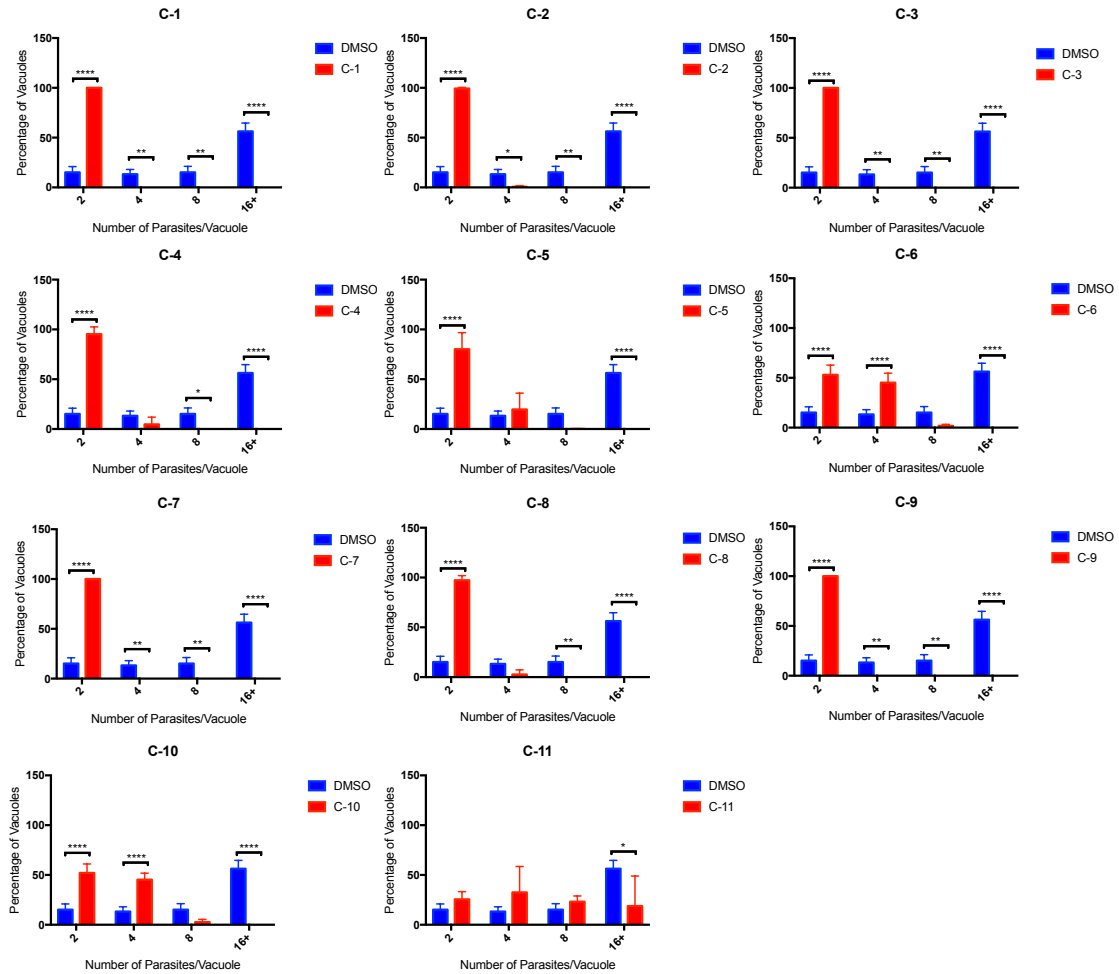 C-1
Percentage of Vacuoles
150
100
50
0
**** ** ** ****
2 4 8 16+
Number of Parasites/Vacuole
DMSO
C-1
C-2
Percentage of Vacuoles
150
100
50
0
**** * ** ****
2 4 8 16+
Number of Parasites/Vacuole
DMSO
C-2
C-3
Percentage of Vacuoles
150
100
50
0
**** ** ** ****
2 4 8 16+
Number of Parasites/Vacuole
DMSO
C-3
C-4
Percentage of Vacuoles
150
100
50
0
**** * ****
2 4 8 16+
Number of Parasites/Vacuole
DMSO
C-4
C-5
Percentage of Vacuoles
150
100
50
0
**** ****
2 4 8 16+
Number of Parasites/Vacuole
DMSO
C-5
C-6
Percentage of Vacuoles
150
100
50
0
**** **** ****
2 4 8 16+
Number of Parasites/Vacuole
DMSO
C-6
C-7
Percentage of Vacuoles
150
100
50
0
**** ** ** ****
2 4 8 16+
Number of Parasites/Vacuole
DMSO
C-7
C-8
Percentage of Vacuoles
150
100
50
0
**** ** ****
2 4 8 16+
Number of Parasites/Vacuole
DMSO
C-8
C-9
Percentage of Vacuoles
150
100
50
0
**** ** ** ****
2 4 8 16+
Number of Parasites/Vacuole
DMSO
C-9
C-10
Percentage of Vacuoles
150
100
50
0
**** **** ****
2 4 8 16+
Number of Parasites/Vacuole
DMSO
C-10
C-11
Percentage of Vacuoles
150
100
50
0
*
2 4 8 16+
Number of Parasites/Vacuole
DMSO
C-11